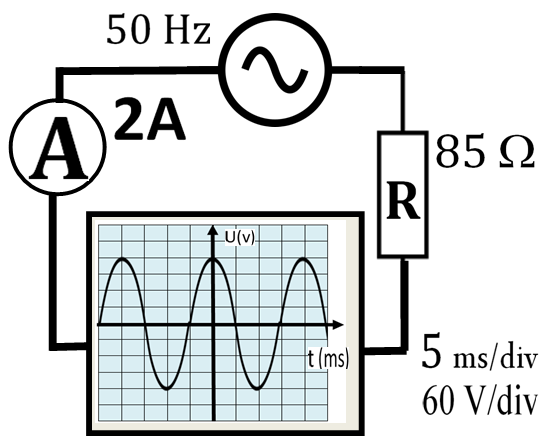 50 Hz
2A
A
85 Ω
R
U(v)
t (ms)
5 ms/div
60 V/div